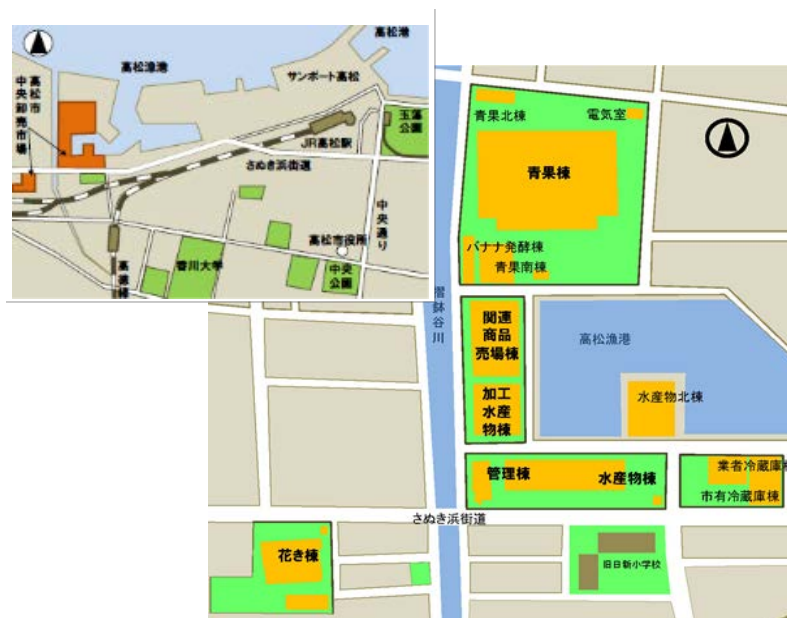 高松港
高松漁港
サンポート高松
高松市
中央卸売市場
玉藻
公園
JR高松駅
さぬき浜街道
中央通り
高松市役所
香川大学
中央
公園
高徳線
青果北棟
電気室
青果棟
バナナ発酵棟
青果南棟
摺鉢谷川
関連
商品
売場棟
高松漁港
加工
水産
物棟
水産物北棟
管理棟
水産物棟
業者冷蔵庫棟
市有冷蔵庫棟
さぬき浜街道
花き棟
旧日新小学校